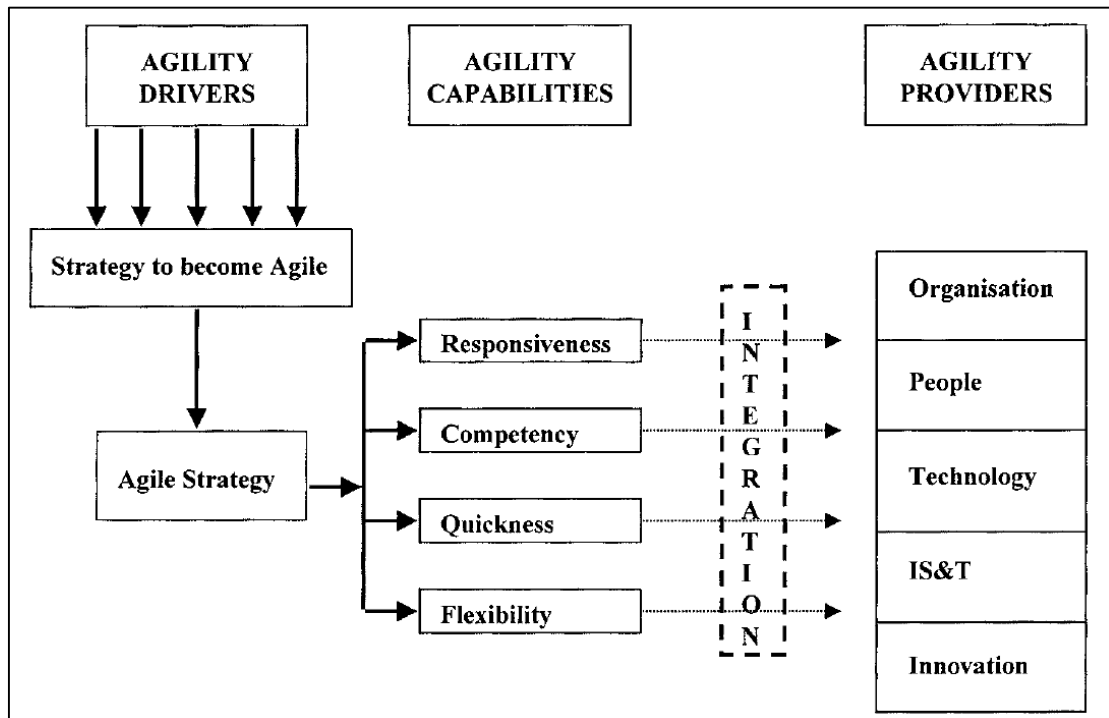 AGILITY
DRIVERS
AGILITY
CAPABILITIES
AGILITY
PROVIDERS
Strategy to become Agile
Agile Strategy
Responsiveness
Competency
Quickness
Flexibility
INTEGRATION
Organisation
People
Technology
IS&T
Innovation